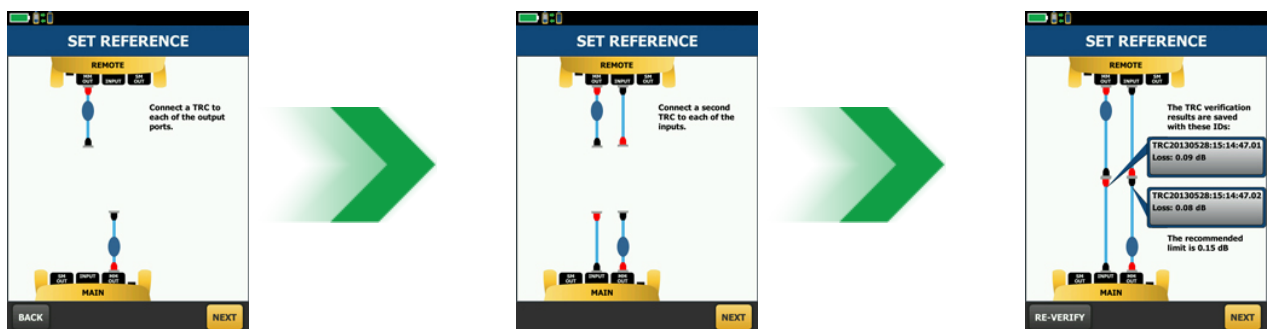 SET REFERENCE
REMOTE
MM OUT INPUT SM OUT
Connect a TRC to
each of the output
ports.
SM OUT INPUT MM OUT
MAIN
BACK NEXT
SET REFERENCE
REMOTE
MM OUT INPUT SM OUT
Connect a second
TRC to each of the
inputs.
SM OUT INPUT MM OUT
MAIN
NEXT
SET REFERENCE
REMOTE
MM OUT INPUT SM OUT
The TRC verification
results are saved
with these IDs:
TRC20130528:15:14:47.01
Loss: 0.09 dB
TRC20130528:15:14:47.02
Loss: 0.08 dB
The recommended
limit is 0.15 dB
SM OUT INPUT MM OUT
MAIN
RE-VERIFY NEXT